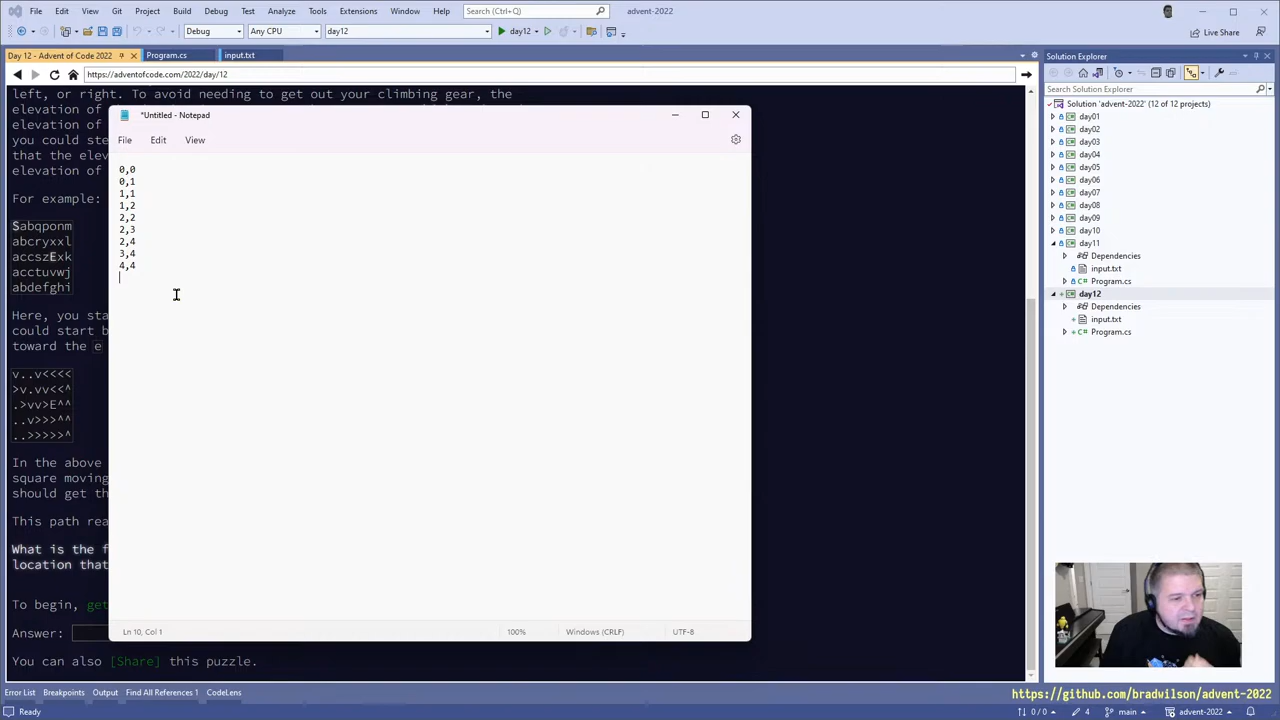 File Edit View Git Project Build Debug Test Analyze Tools Extensions Window Help Search (Ctrl+Q) advent-2022
Debug Any CPU day12 day12 Live Share
Day 12 - Advent of Code 2022 Program.cs input.txt
https://adventofcode.com/2022/day/12
left, or right. To avoid needing to get out your climbing gear, the
elevation of
elevation of
you could ste
that the elev
elevation of
For example:
Sabqponm
abcryxxl
accszExk
acctuvwj
abdefghi
Here, you sta
could start b
toward the e
v..v<<<<
>v.vv<<^
.>vv>E^^
..v>>>^^
..>>>>>^
In the above
square moving
should get th
This path rea
What is the f
location that
To begin, get
Answer:
You can also [Share] this puzzle.
*Untitled - Notepad
File Edit View
0,0
0,1
1,1
1,2
2,2
2,3
2,4
3,4
4,4
Ln 10, Col 1 100% Windows (CRLF) UTF-8
Solution Explorer
Search Solution Explorer
Solution 'advent-2022' (12 of 12 projects)
day01
day02
day03
day04
day05
day06
day07
day08
day09
day10
day11
Dependencies
input.txt
Program.cs
day12
Dependencies
input.txt
Program.cs
Error List Breakpoints Output Find All References 1 CodeLens
https://github.com/bradwilson/advent-2022
Ready 0 / 0 4 main advent-2022